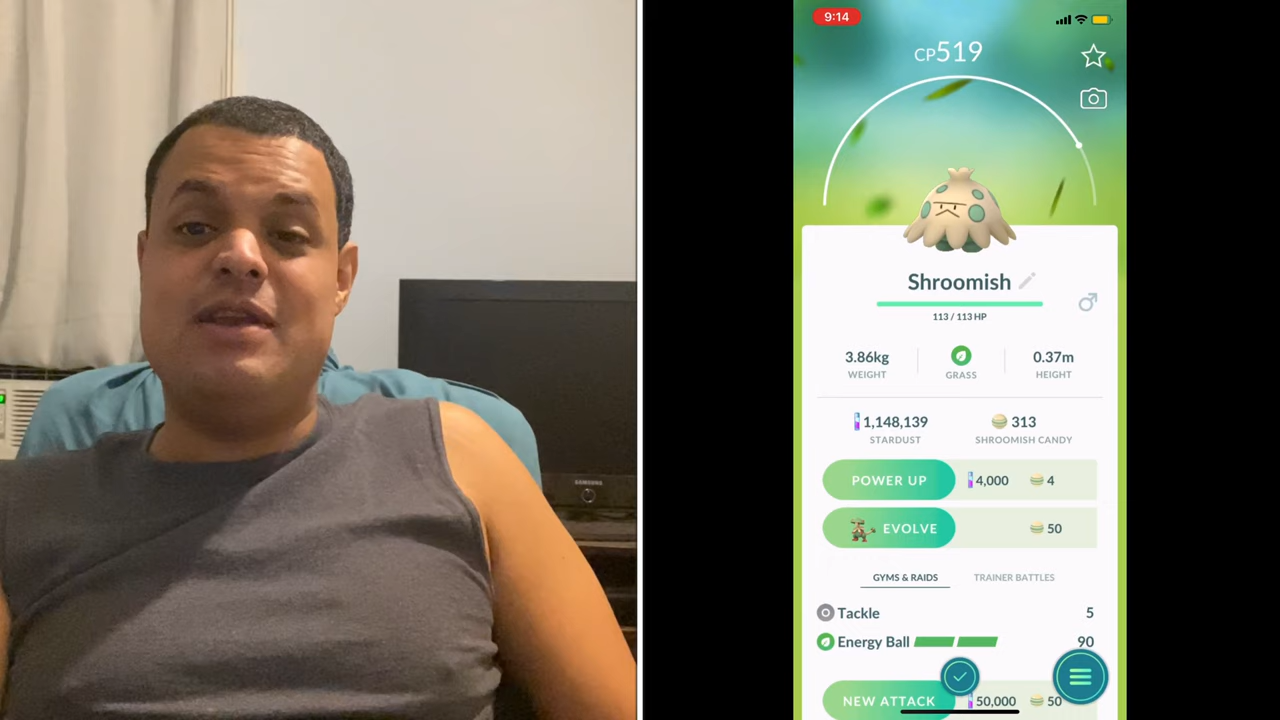 SAMSUNG
9:14
CP519
Shroomish
113 / 113 HP
3.86kg
WEIGHT
GRASS
0.37m
HEIGHT
1,148,139
STARDUST
313
SHROOMISH CANDY
POWER UP
4,000
4
EVOLVE
50
GYMS & RAIDS
TRAINER BATTLES
Tackle
5
Energy Ball
90
NEW ATTACK
50,000
50